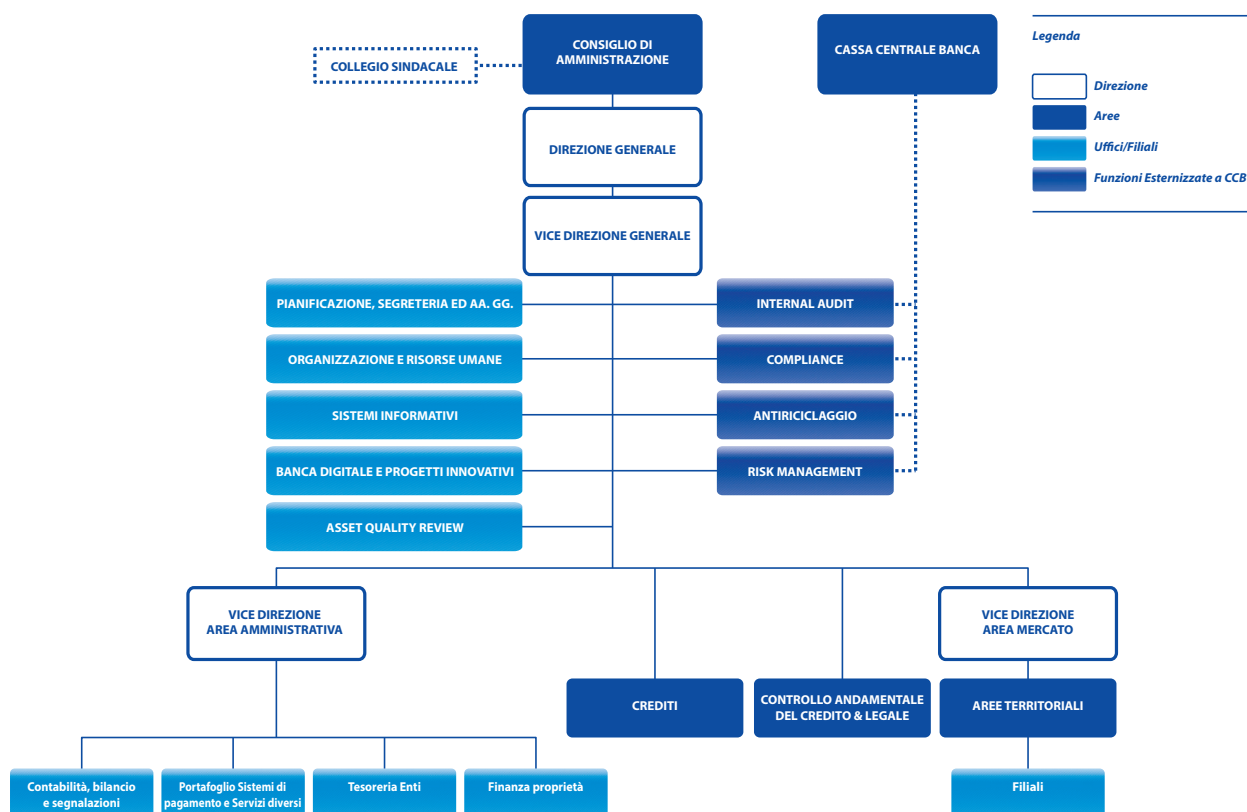 CONSIGLIO DI
AMMINISTRAZIONE
COLLEGIO SINDACALE
CASSA CENTRALE BANCA
Legenda
Direzione
Aree
Uffici/Filiali
Funzioni Esternizzate a CCB
DIREZIONE GENERALE
VICE DIREZIONE GENERALE
PIANIFICAZIONE, SEGRETERIA ED AA. GG.
INTERNAL AUDIT
ORGANIZZAZIONE E RISORSE UMANE
COMPLIANCE
SISTEMI INFORMATIVI
ANTIRICICLAGGIO
BANCA DIGITALE E PROGETTI INNOVATIVI
RISK MANAGEMENT
ASSET QUALITY REVIEW
VICE DIREZIONE
AREA AMMINISTRATIVA
VICE DIREZIONE
AREA MERCATO
CREDITI
CONTROLLO ANDAMENTALE
DEL CREDITO & LEGALE
AREE TERRITORIALI
Contabilità, bilancio
e segnalazioni
Portafoglio Sistemi di
pagamento e Servizi diversi
Tesoreria Enti
Finanza proprietà
Filiali